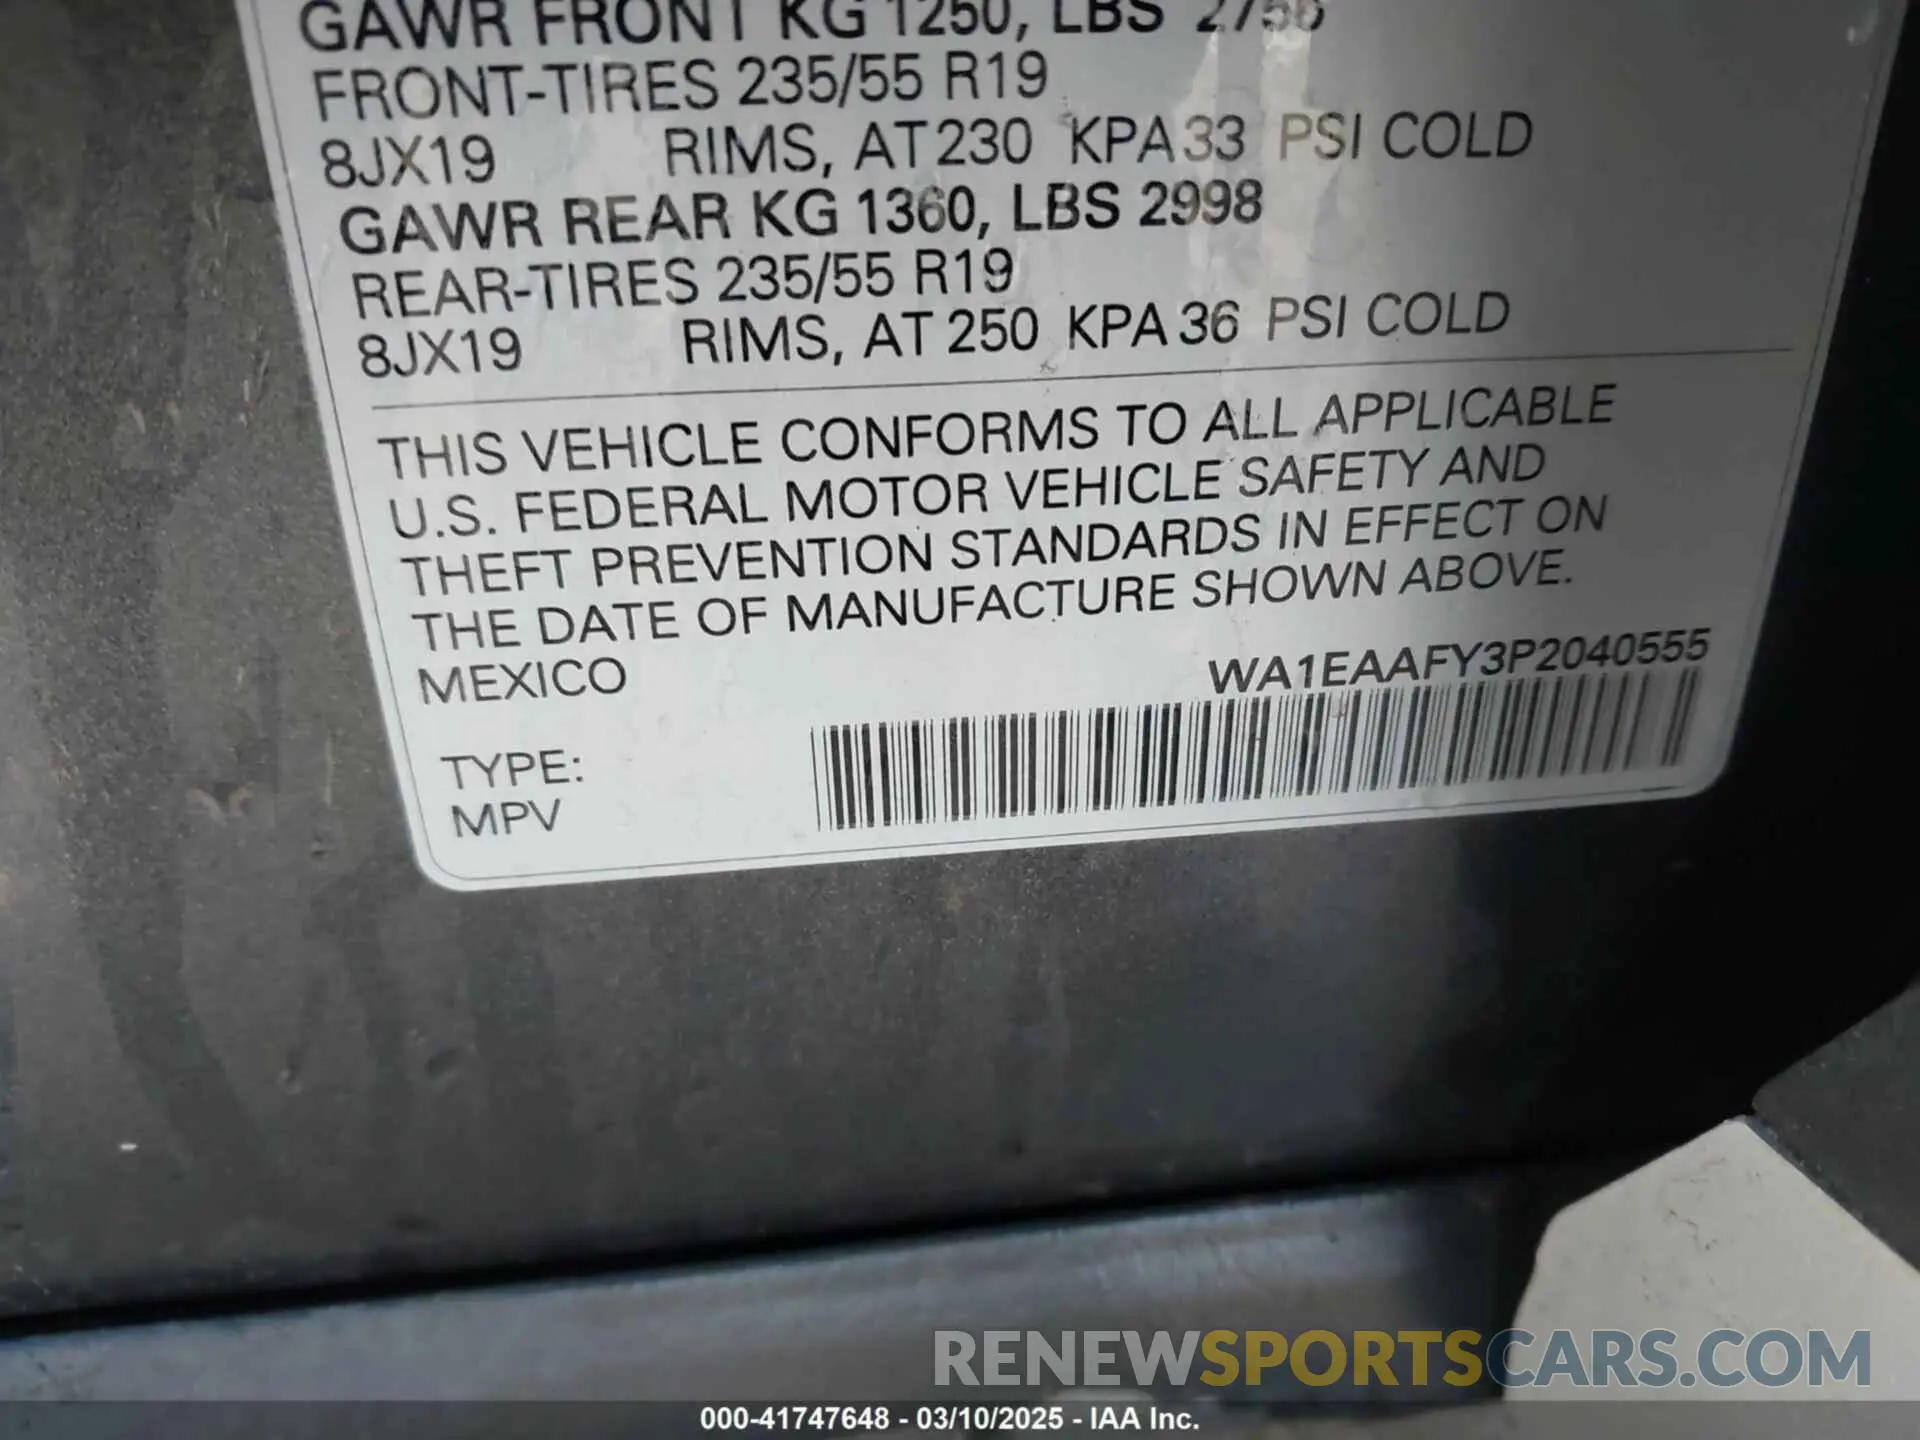 GAWR FRONT KG 1250, LBS 2756
FRONT-TIRES 235/55 R19
8JX19 RIMS, AT 230 KPA 33 PSI COLD
GAWR REAR KG 1360, LBS 2998
REAR-TIRES 235/55 R19
8JX19 RIMS, AT 250 KPA 36 PSI COLD
THIS VEHICLE CONFORMS TO ALL APPLICABLE
U.S. FEDERAL MOTOR VEHICLE SAFETY AND
THEFT PREVENTION STANDARDS IN EFFECT ON
THE DATE OF MANUFACTURE SHOWN ABOVE.
MEXICO WA1EAAFY3P2040555
TYPE:
MPV
RENEWSPORTSCARS.COM
000-41747648 - 03/10/2025 - IAA Inc.